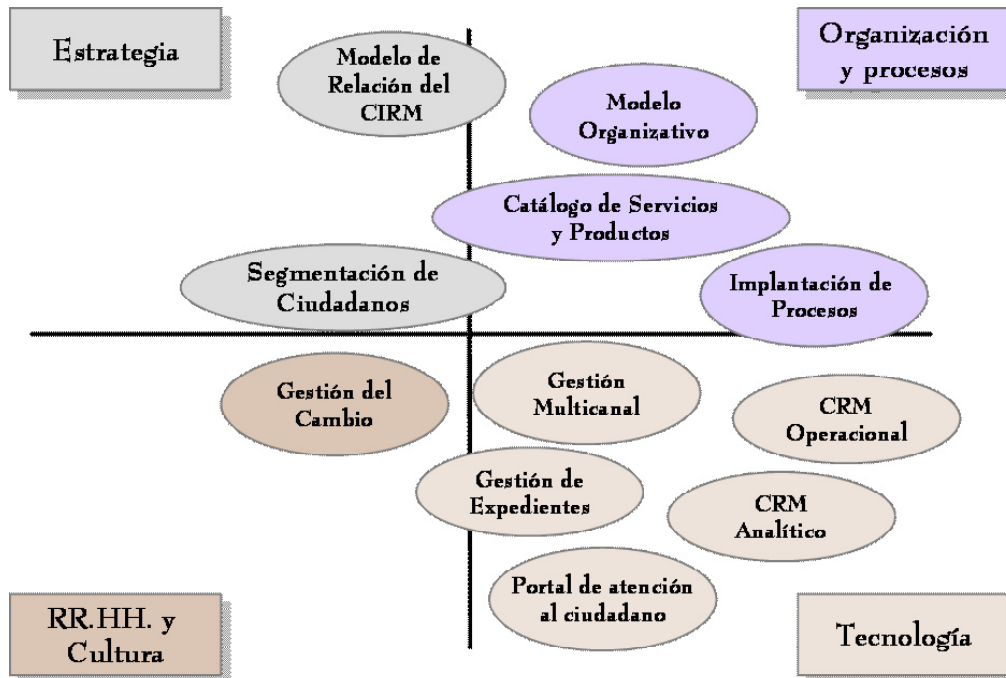 Estrategia
Organización
y procesos
Modelo de
Relación del
CIRM
Modelo
Organizativo
Catálogo de Servicios
y Productos
Segmentación de
Ciudadanos
Implantación de
Procesos
Gestión del
Cambio
Gestión
Multicanal
CRM
Operacional
Gestión de
Expedientes
CRM
Analítico
Portal de atención
al ciudadano
RR.HH. y
Cultura
Tecnología